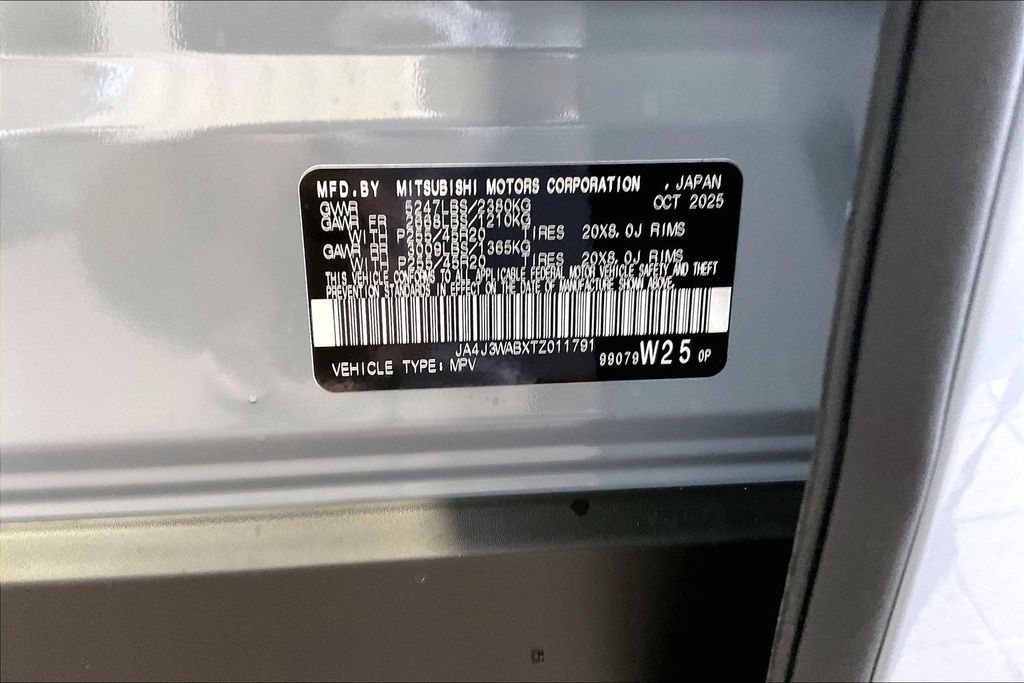 MFD.BY MITSUBISHI MOTORS CORPORATION , JAPAN
GVWR 5247LBS/2380KG OCT 2025
GAWR FR 2668LBS/1210KG
WITH P255/45R20 TIRES 20X8.0J RIMS
GAWR RR 3009LBS/1365KG
WITH P255/45R20 TIRES 20X8.0J RIMS
THIS VEHICLE CONFORMS TO ALL APPLICABLE FEDERAL MOTOR VEHICLE SAFETY AND THEFT
PREVENTION STANDARDS IN EFFECT ON THE DATE OF MANUFACTURE SHOWN ABOVE.
JA4J3WABXTZ011791
VEHICLE TYPE: MPV 99079 W25 0P